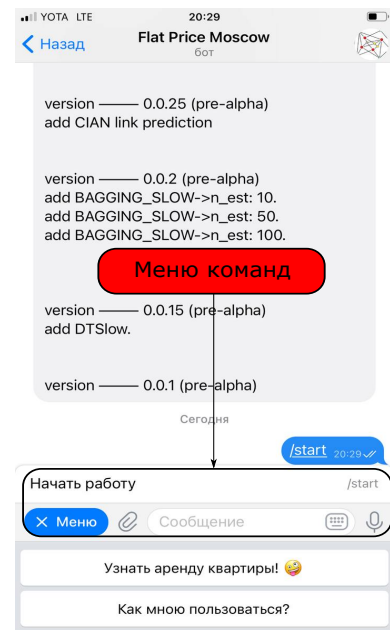 YOTA LTE 20:29
Назад Flat Price Moscow
бот
version —— 0.0.25 (pre-alpha)
add CIAN link prediction
version —— 0.0.2 (pre-alpha)
add BAGGING_SLOW->n_est: 10.
add BAGGING_SLOW->n_est: 50.
add BAGGING_SLOW->n_est: 100.
Меню команд
version —— 0.0.15 (pre-alpha)
add DTSlow.
version —— 0.0.1 (pre-alpha)
Сегодня
/start 20:29
Начать работу /start
Меню Сообщение
Узнать аренду квартиры! 🤪
Как мною пользоваться?